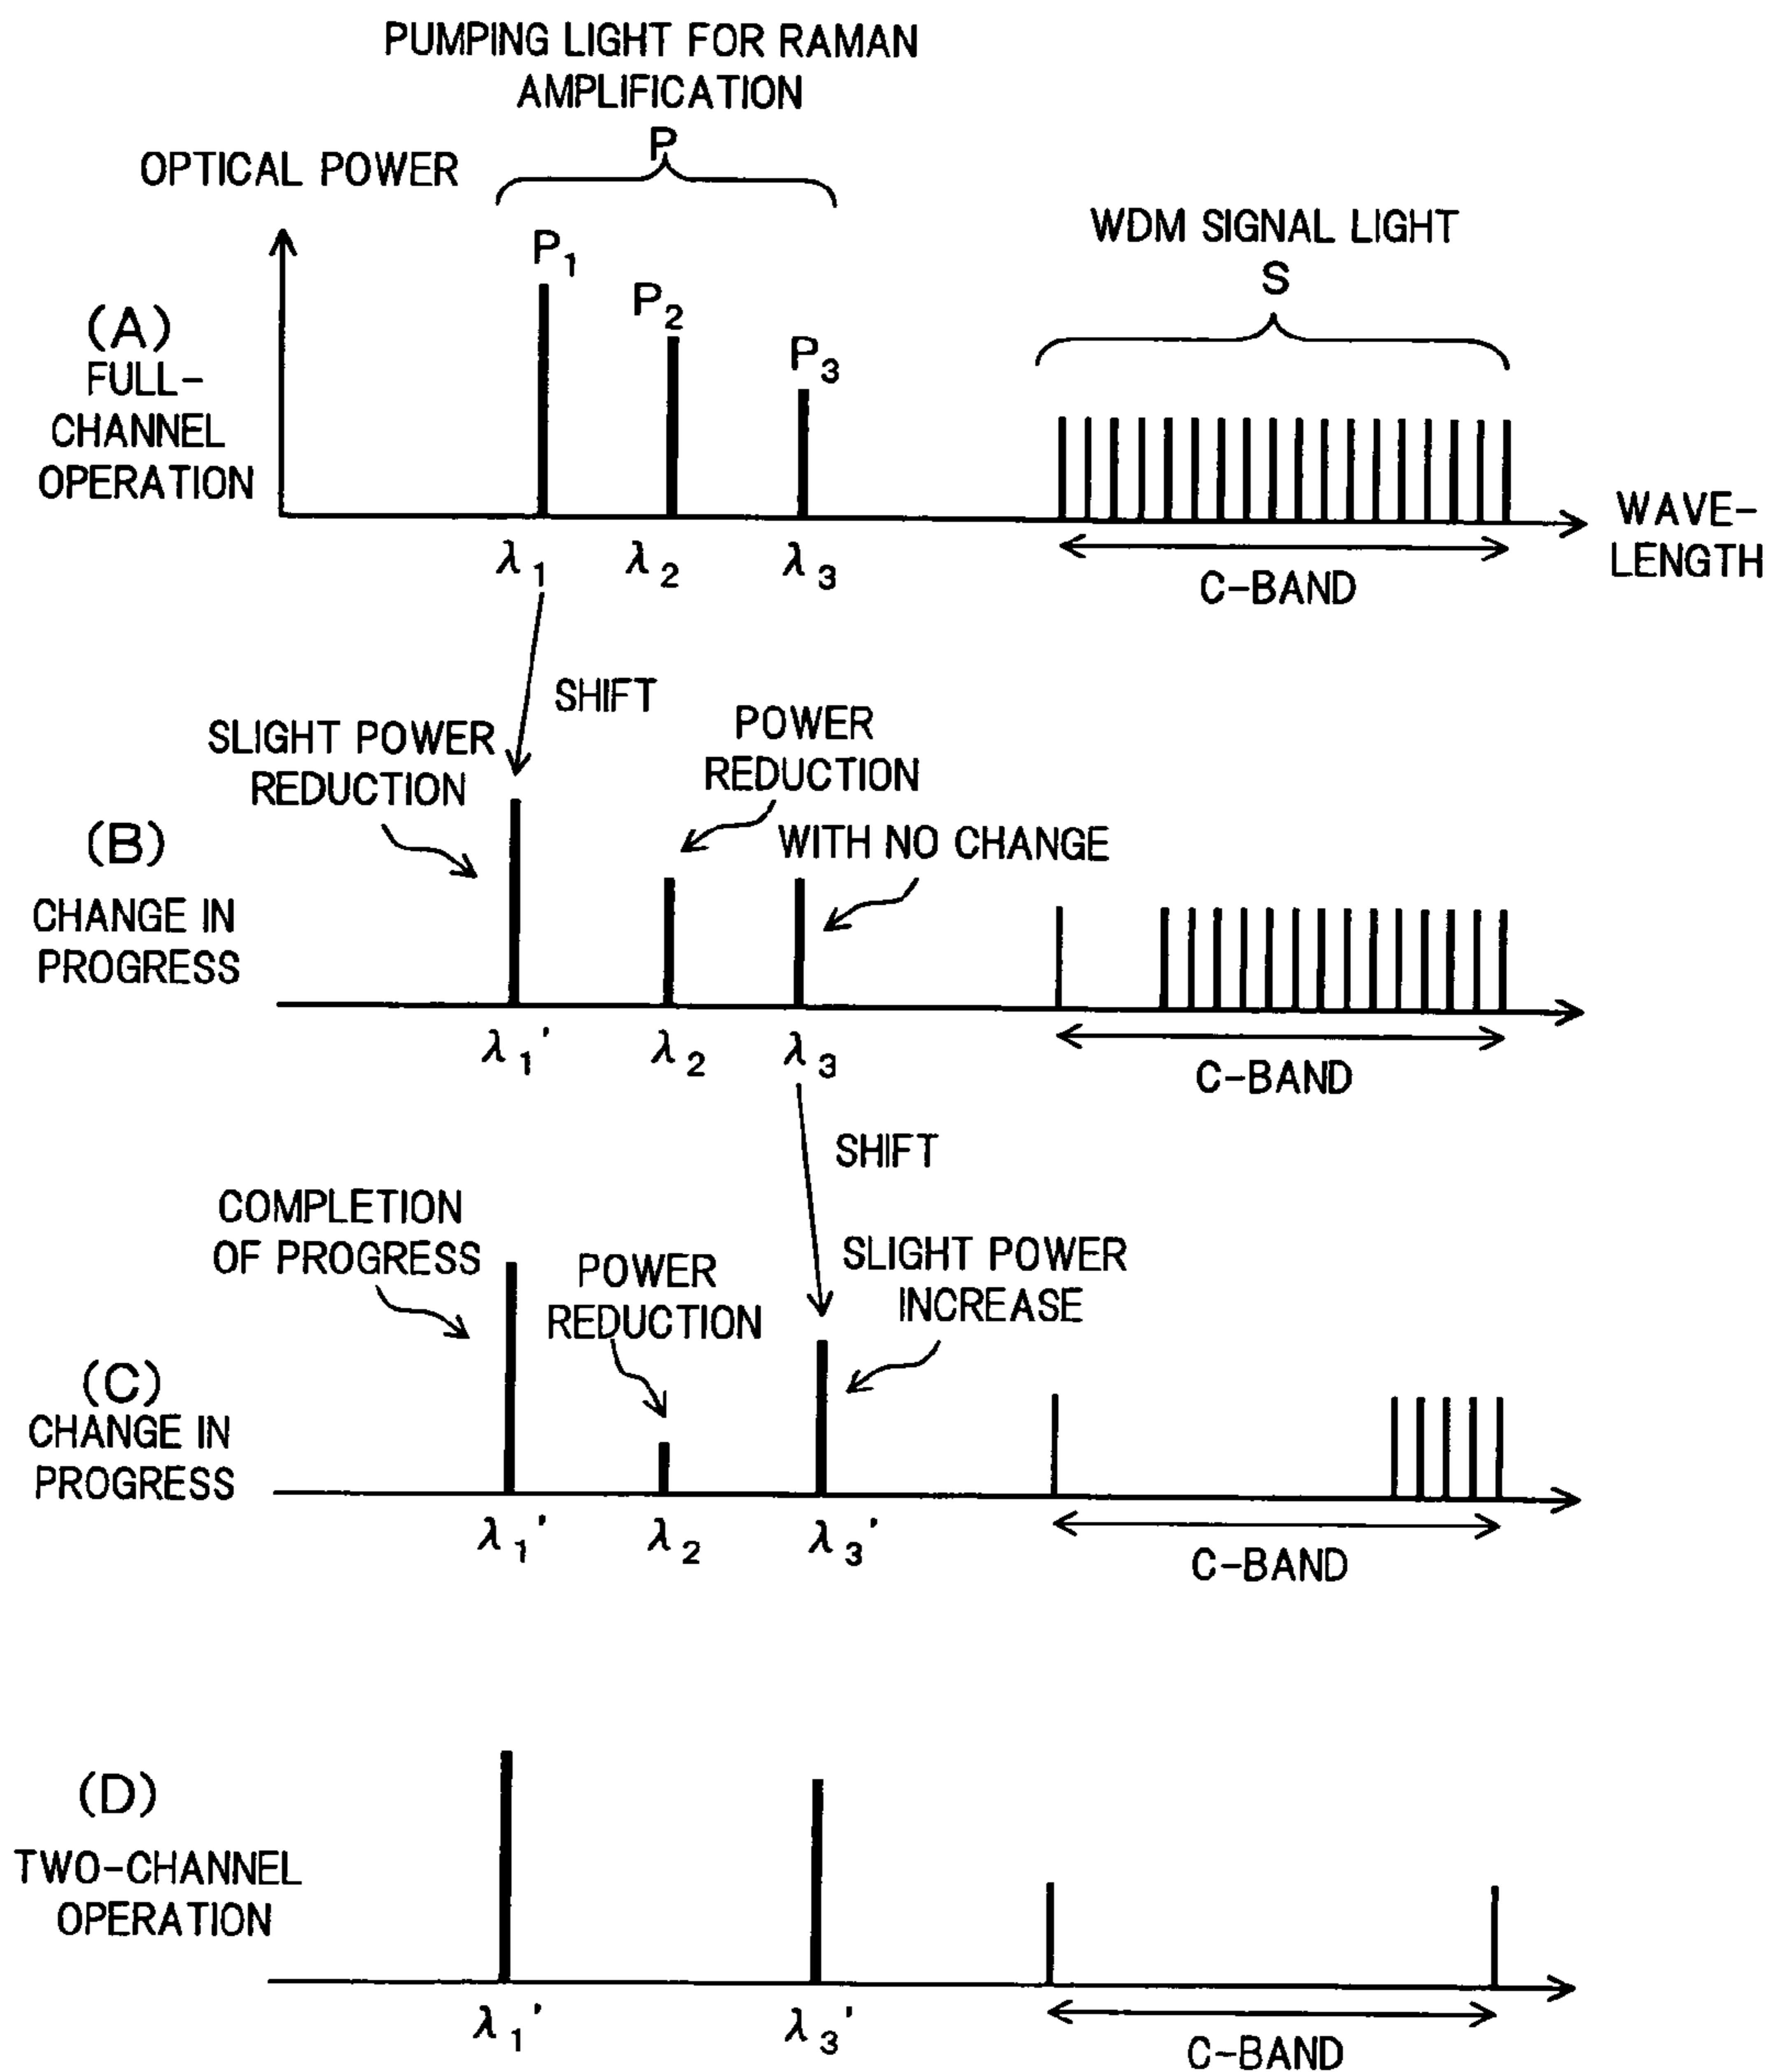 PUMPING LIGHT FOR RAMAN
AMPLIFICATION
P
OPTICAL POWER
WDM SIGNAL LIGHT
S
P1
P2
P3
(A)
FULL-
CHANNEL
OPERATION
WAVE-
LENGTH
λ1 λ2 λ3
C-BAND
SHIFT
SLIGHT POWER
REDUCTION
POWER
REDUCTION
WITH NO CHANGE
(B)
CHANGE IN
PROGRESS
λ1' λ2 λ3
C-BAND
SHIFT
COMPLETION
OF PROGRESS
POWER
REDUCTION
SLIGHT POWER
INCREASE
(C)
CHANGE IN
PROGRESS
λ1' λ2 λ3'
C-BAND
(D)
TWO-CHANNEL
OPERATION
λ1' λ3'
C-BAND